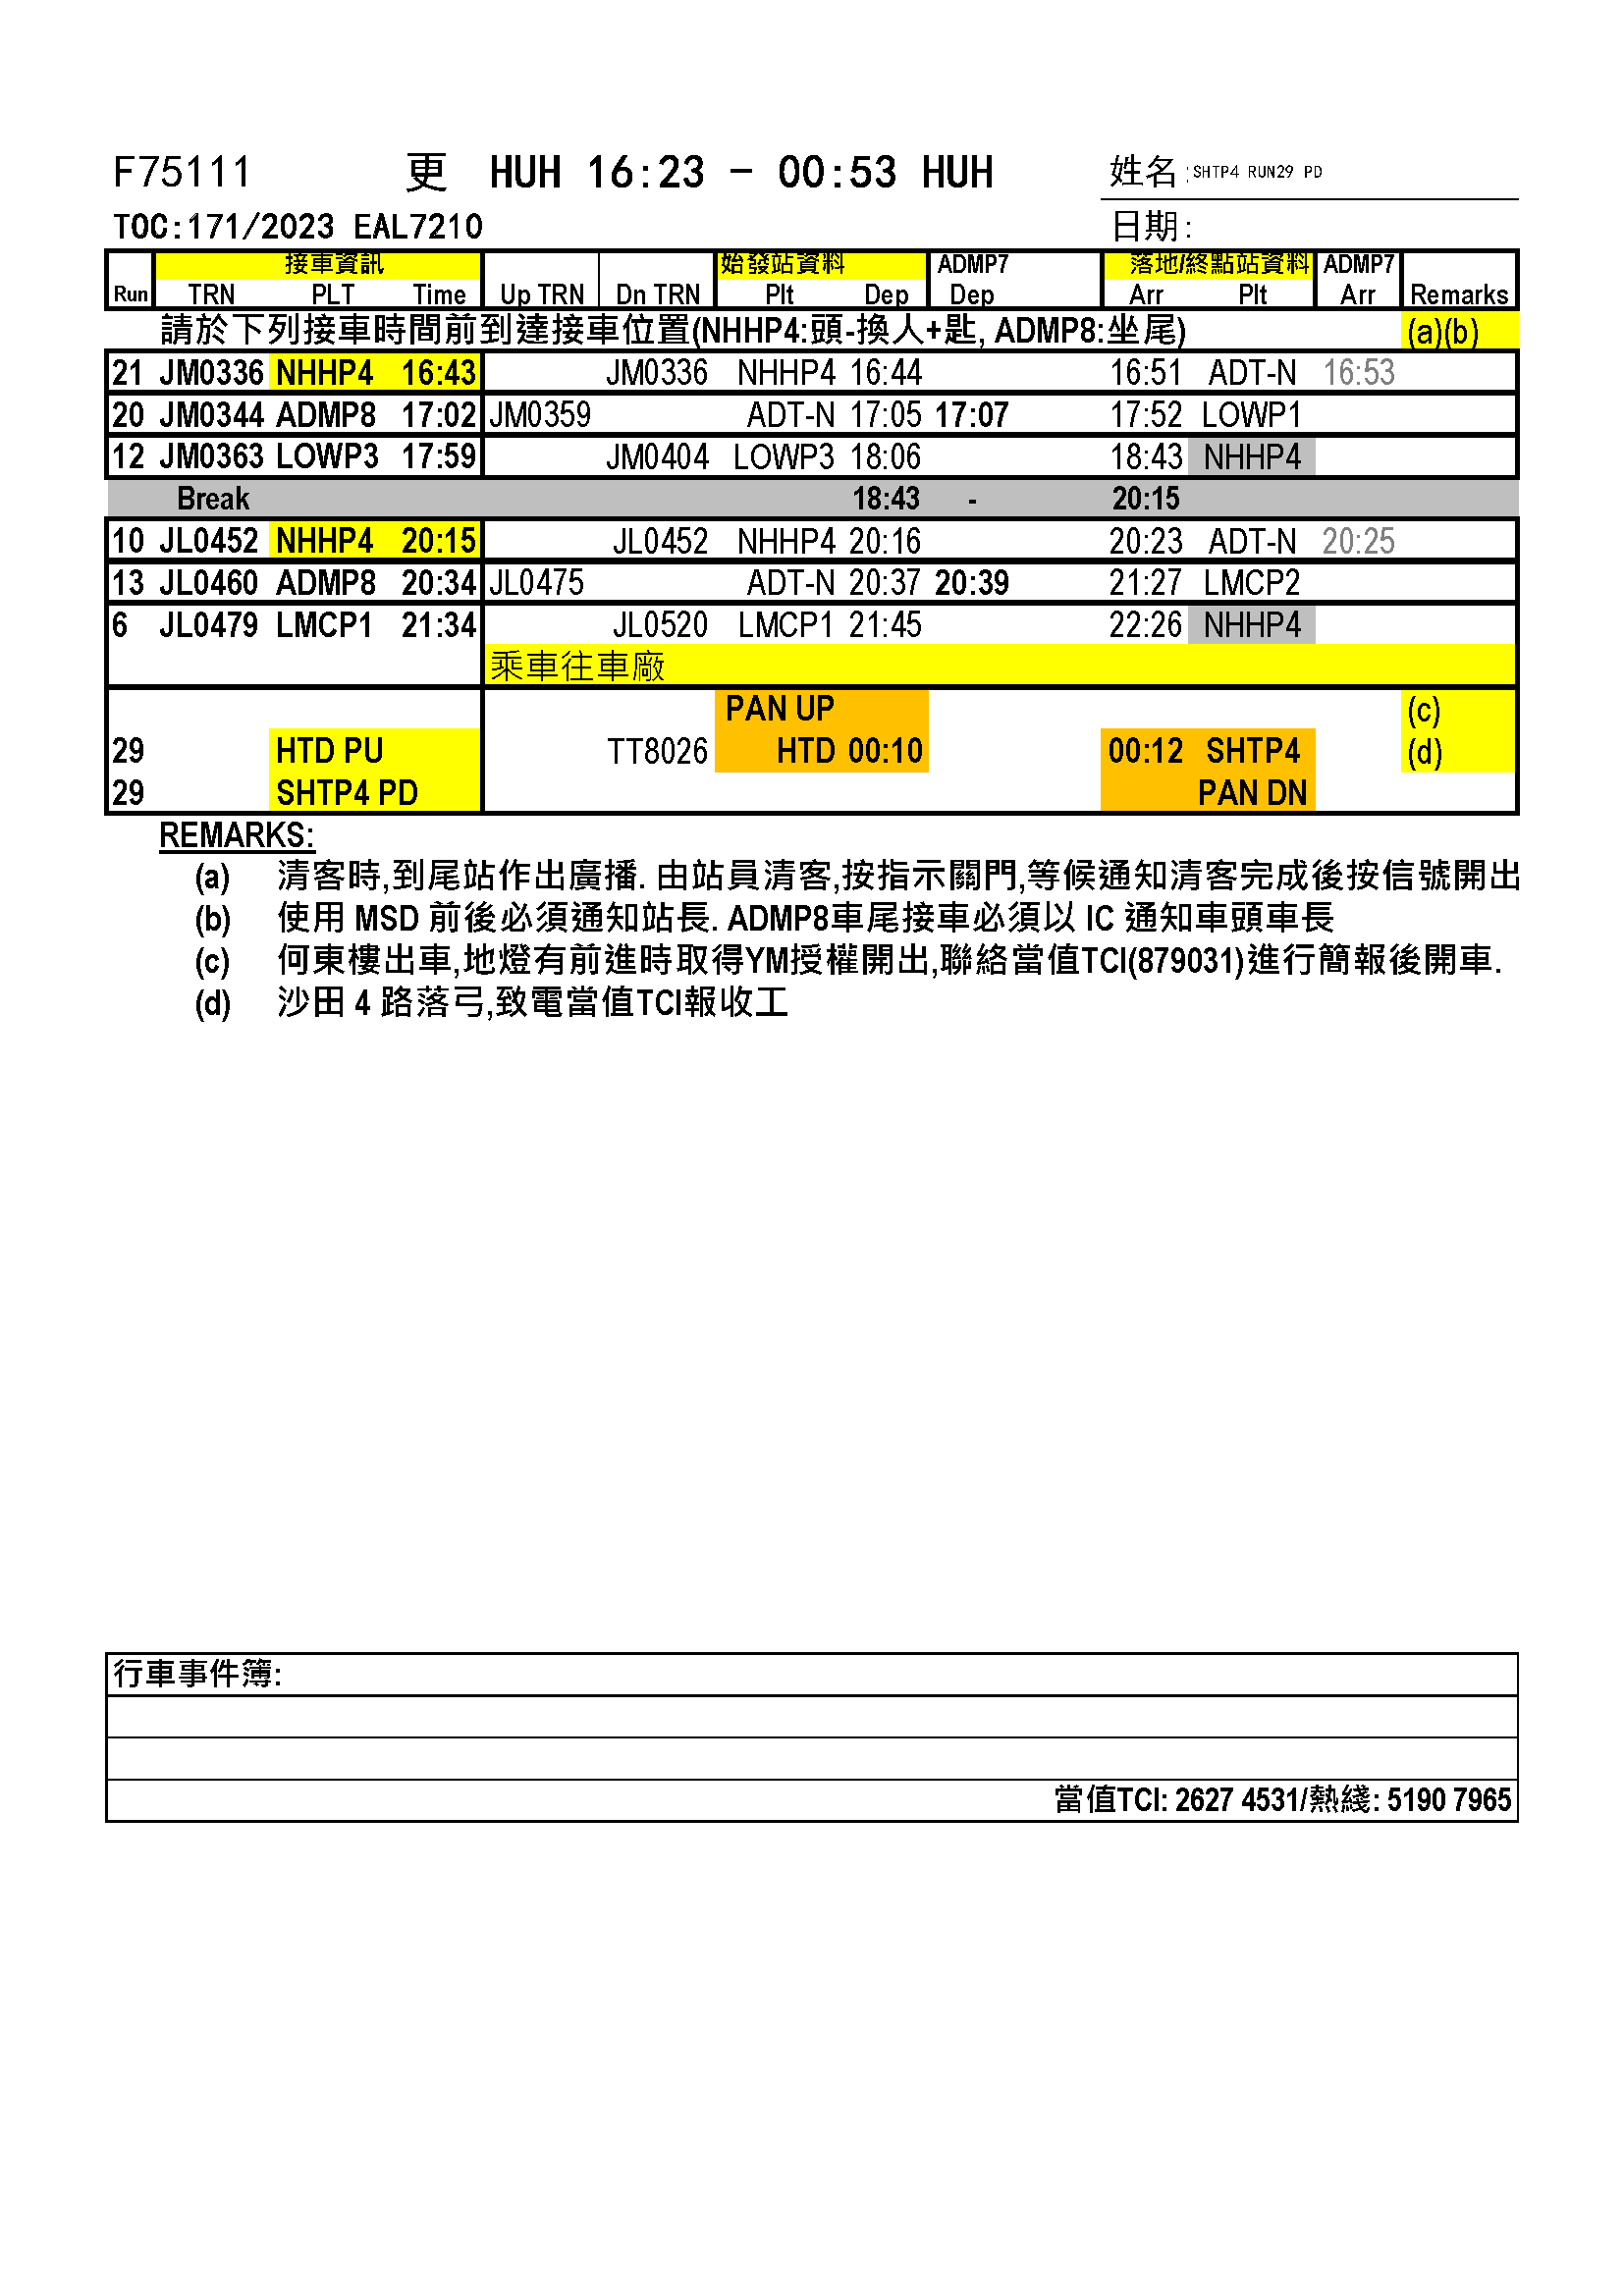 F75111 更 HUH 16:23 - 00:53 HUH 姓名:SHTP4 RUN29 PD
TOC:171/2023 EAL7210 日期:
接車資訊 始發站資料 ADMP7 落地/終點站資料 ADMP7
Run TRN PLT Time Up TRN Dn TRN Plt Dep Dep Arr Plt Arr Remarks
請於下列接車時間前到達接車位置(NHHP4:頭-換人+匙, ADMP8:坐尾) (a)(b)
21 JM0336 NHHP4 16:43 JM0336 NHHP4 16:44 16:51 ADT-N 16:53
20 JM0344 ADMP8 17:02 JM0359 ADT-N 17:05 17:07 17:52 LOWP1
12 JM0363 LOWP3 17:59 JM0404 LOWP3 18:06 18:43 NHHP4
Break 18:43 - 20:15
10 JL0452 NHHP4 20:15 JL0452 NHHP4 20:16 20:23 ADT-N 20:25
13 JL0460 ADMP8 20:34 JL0475 ADT-N 20:37 20:39 21:27 LMCP2
6 JL0479 LMCP1 21:34 JL0520 LMCP1 21:45 22:26 NHHP4
乘車往車廠
PAN UP (c)
29 HTD PU TT8026 HTD 00:10 00:12 SHTP4 (d)
29 SHTP4 PD PAN DN
REMARKS:
(a) 清客時,到尾站作出廣播. 由站員清客,按指示關門,等候通知清客完成後按信號開出
(b) 使用 MSD 前後必須通知站長. ADMP8車尾接車必須以 IC 通知車頭車長
(c) 何東樓出車,地燈有前進時取得YM授權開出,聯絡當值TCI(879031)進行簡報後開車.
(d) 沙田 4 路落弓,致電當值TCI報收工
行車事件簿:
當值TCI: 2627 4531/熱綫: 5190 7965